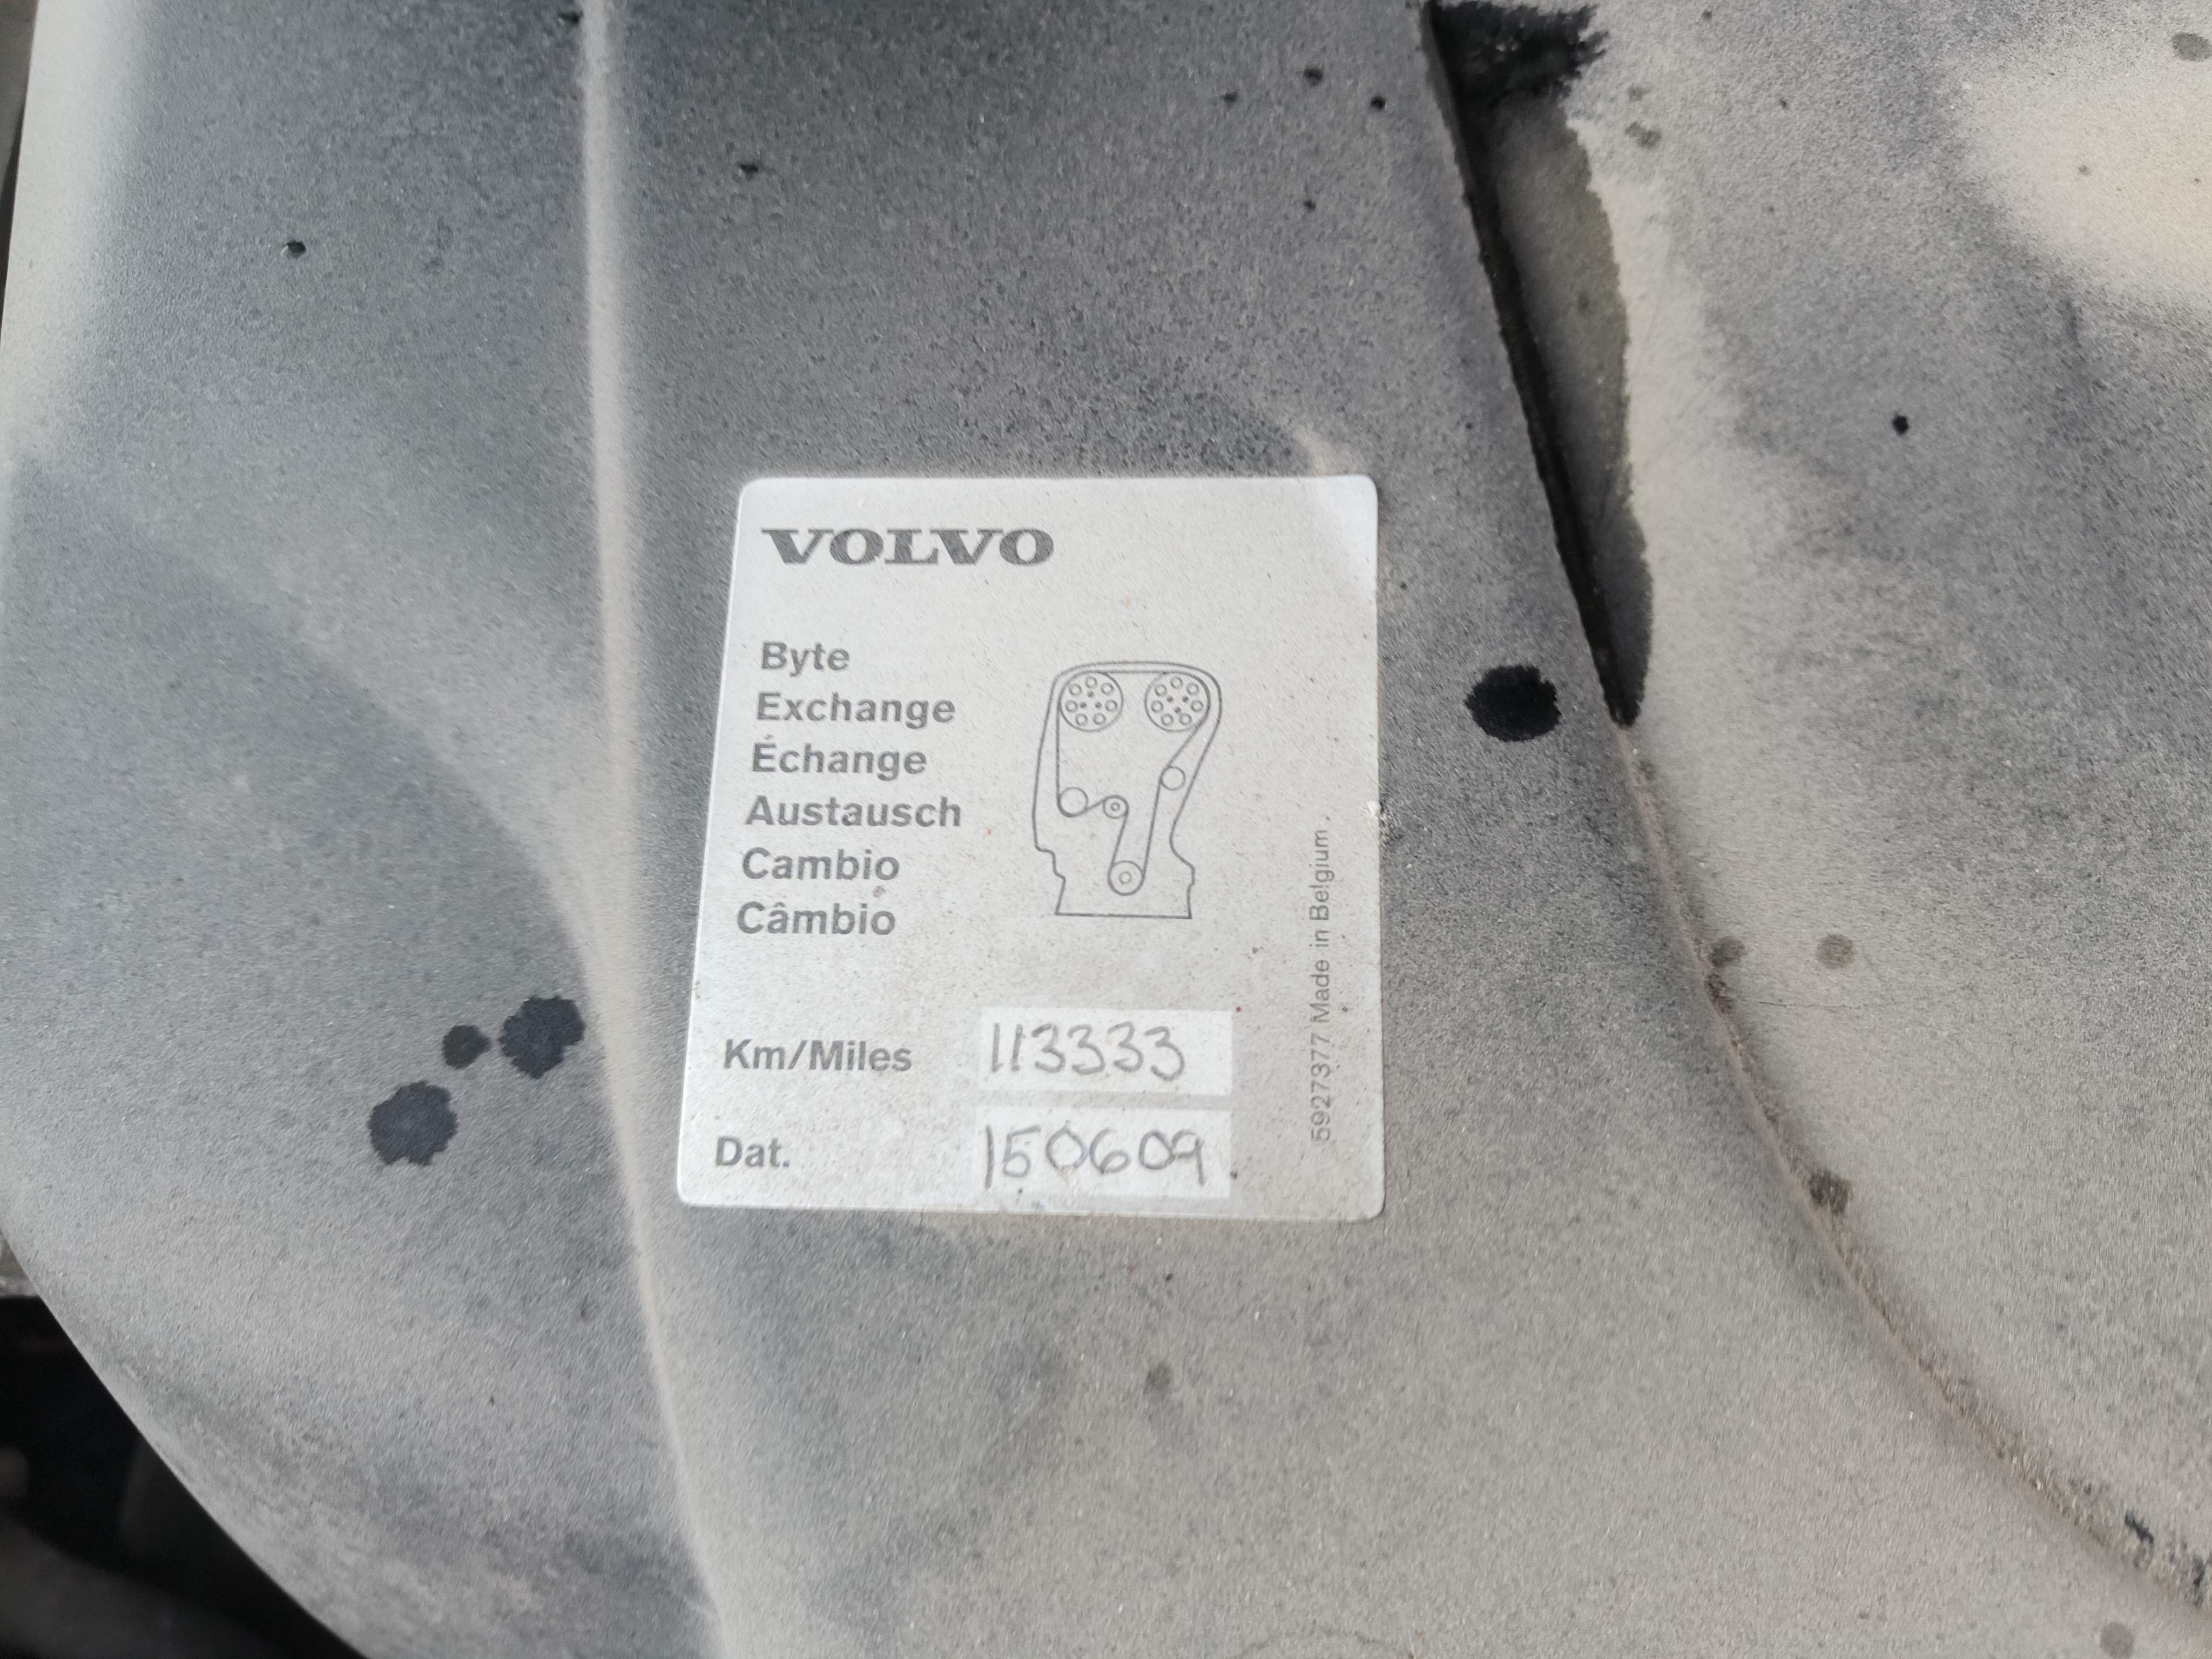 VOLVO
Byte
Exchange
Échange
Austausch
Cambio
Câmbio
Km/Miles 113333
Dat. 150609
5927377 Made in Belgium.